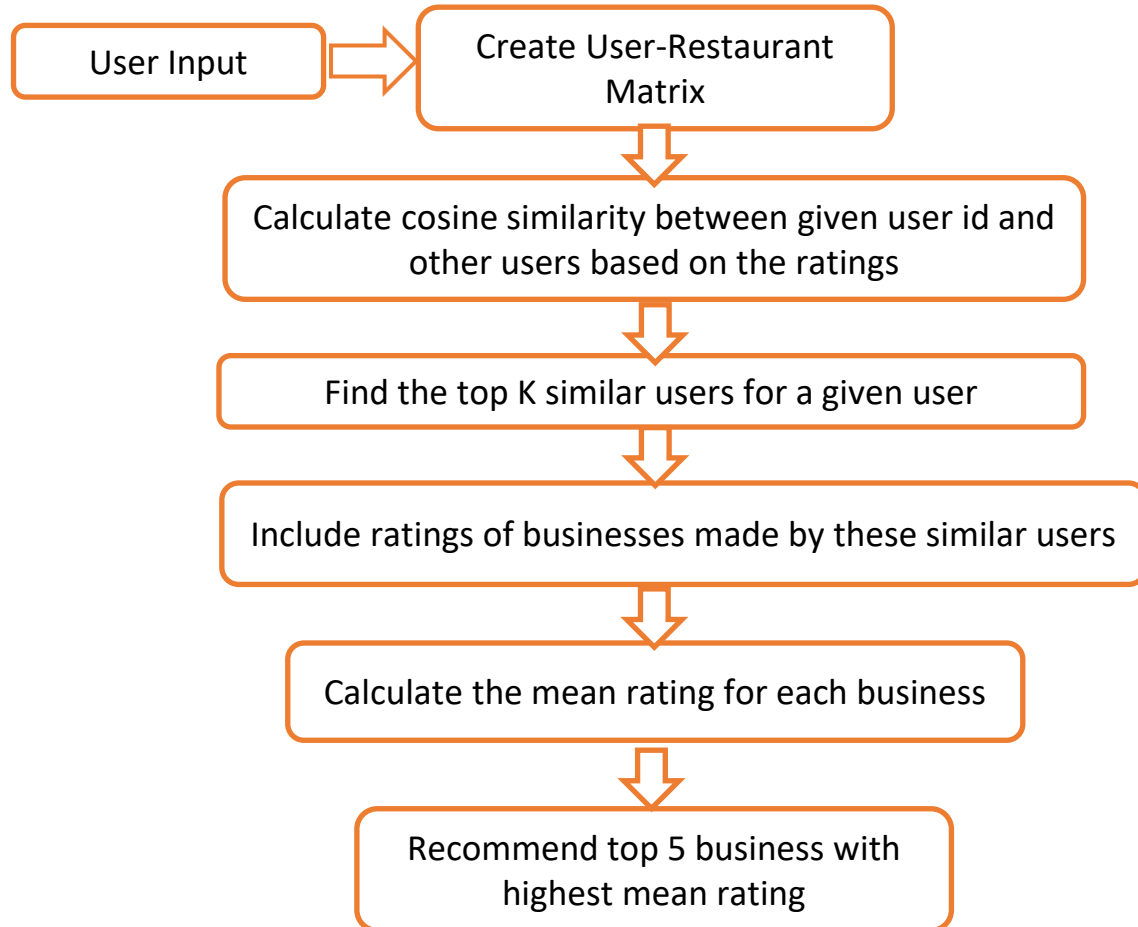 User Input
Create User-Restaurant
Matrix
Calculate cosine similarity between given user id and
other users based on the ratings
Find the top K similar users for a given user
Include ratings of businesses made by these similar users
Calculate the mean rating for each business
Recommend top 5 business with
highest mean rating